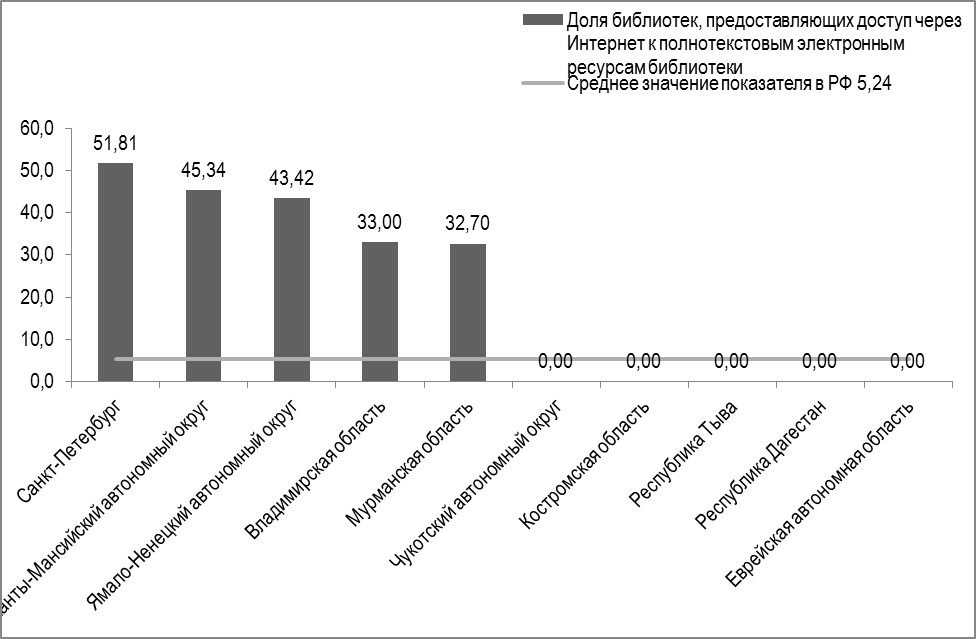 Доля библиотек, предоставляющих доступ через
Интернет к полнотекстовым электронным
ресурсам библиотеки
Среднее значение показателя в РФ 5,24
60,0
50,0
40,0
30,0
20,0
10,0
0,0
51,81
45,34
43,42
33,00
32,70
0,00
0,00
0,00
0,00
0,00
Санкт-Петербург
анты-Мансийский автономный округ
Ямало-Ненецкий автономный округ
Владимирская область
Мурманская область
Чукотский автономный округ
Костромская область
Республика Тыва
Республика Дагестан
Еврейская автономная область